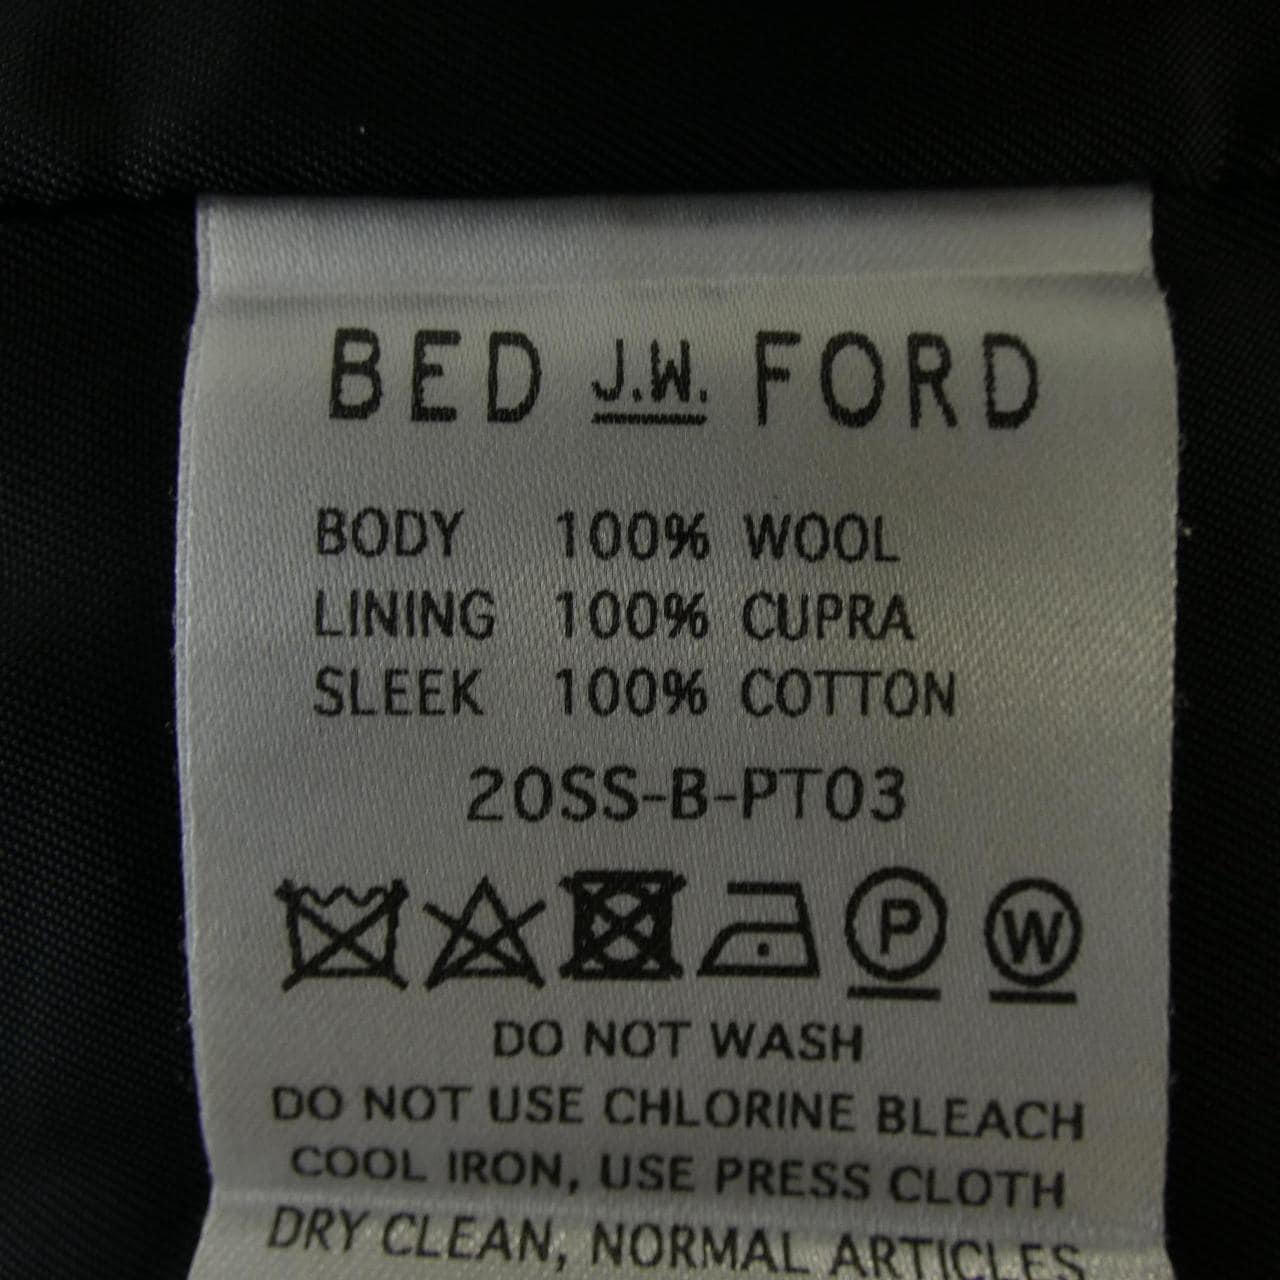 BED J.W. FORD
BODY 100% WOOL
LINING 100% CUPRA
SLEEK 100% COTTON
20SS-B-PT03
P W
DO NOT WASH
DO NOT USE CHLORINE BLEACH
COOL IRON, USE PRESS CLOTH
DRY CLEAN, NORMAL ARTICLES